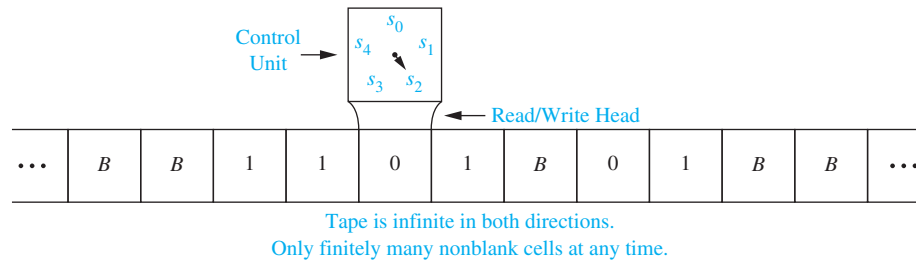 s0
Control Unit
s4 s1
s3 s2
Read/Write Head
... B B 1 1 0 1 B 0 1 B B ...
Tape is infinite in both directions.
Only finitely many nonblank cells at any time.